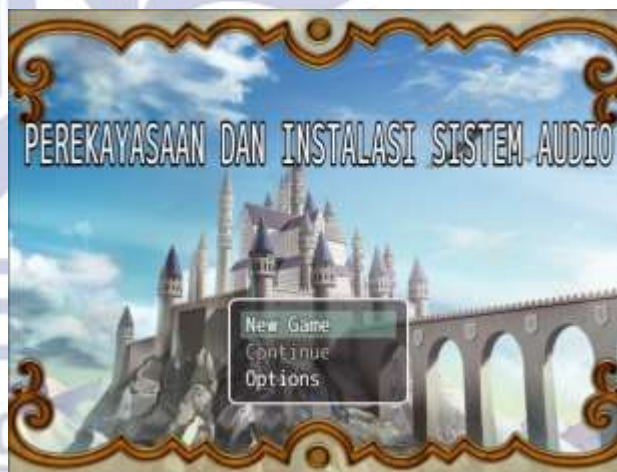 PEREKAYASAAN DAN INSTALASI SISTEM AUDIO
New Game
Continue
Options